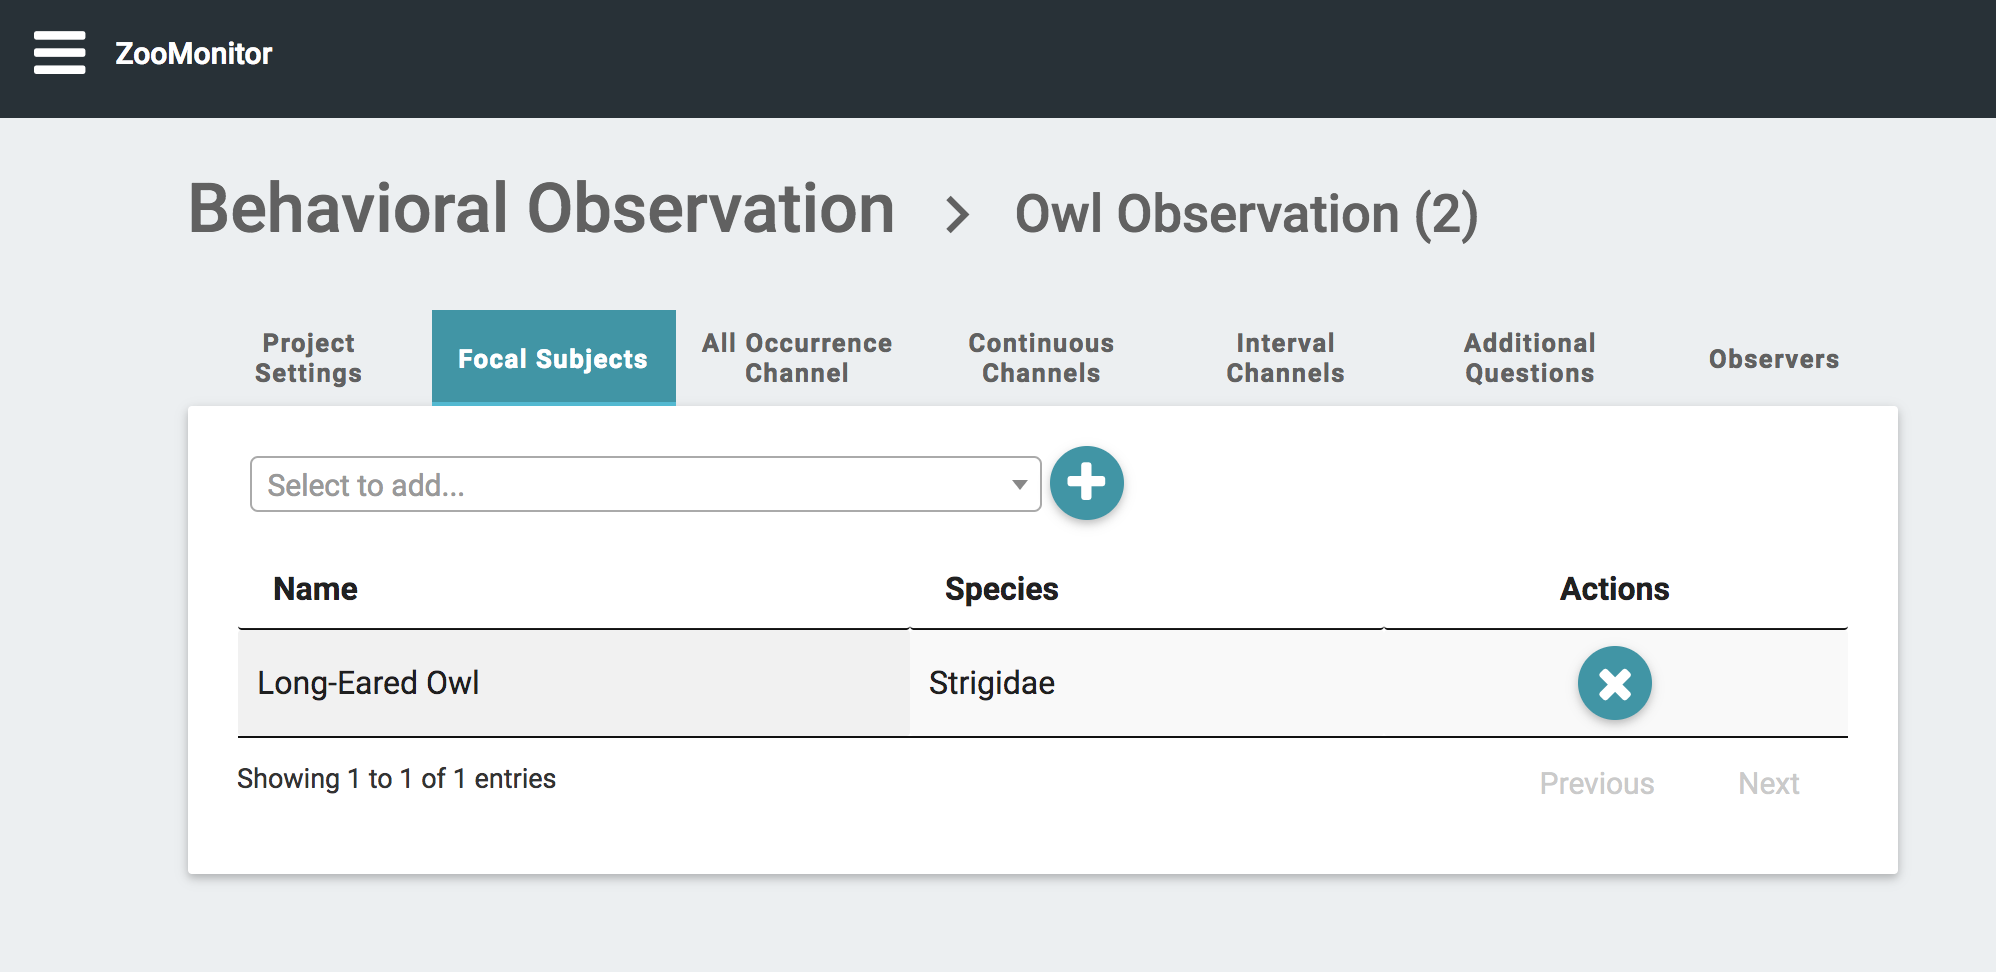 ZooMonitor
Behavioral Observation > Owl Observation (2)
Project
Settings
Focal Subjects
All Occurrence
Channel
Continuous
Channels
Interval
Channels
Additional
Questions
Observers
Select to add...
Name Species Actions
Long-Eared Owl Strigidae
Showing 1 to 1 of 1 entries
Previous Next